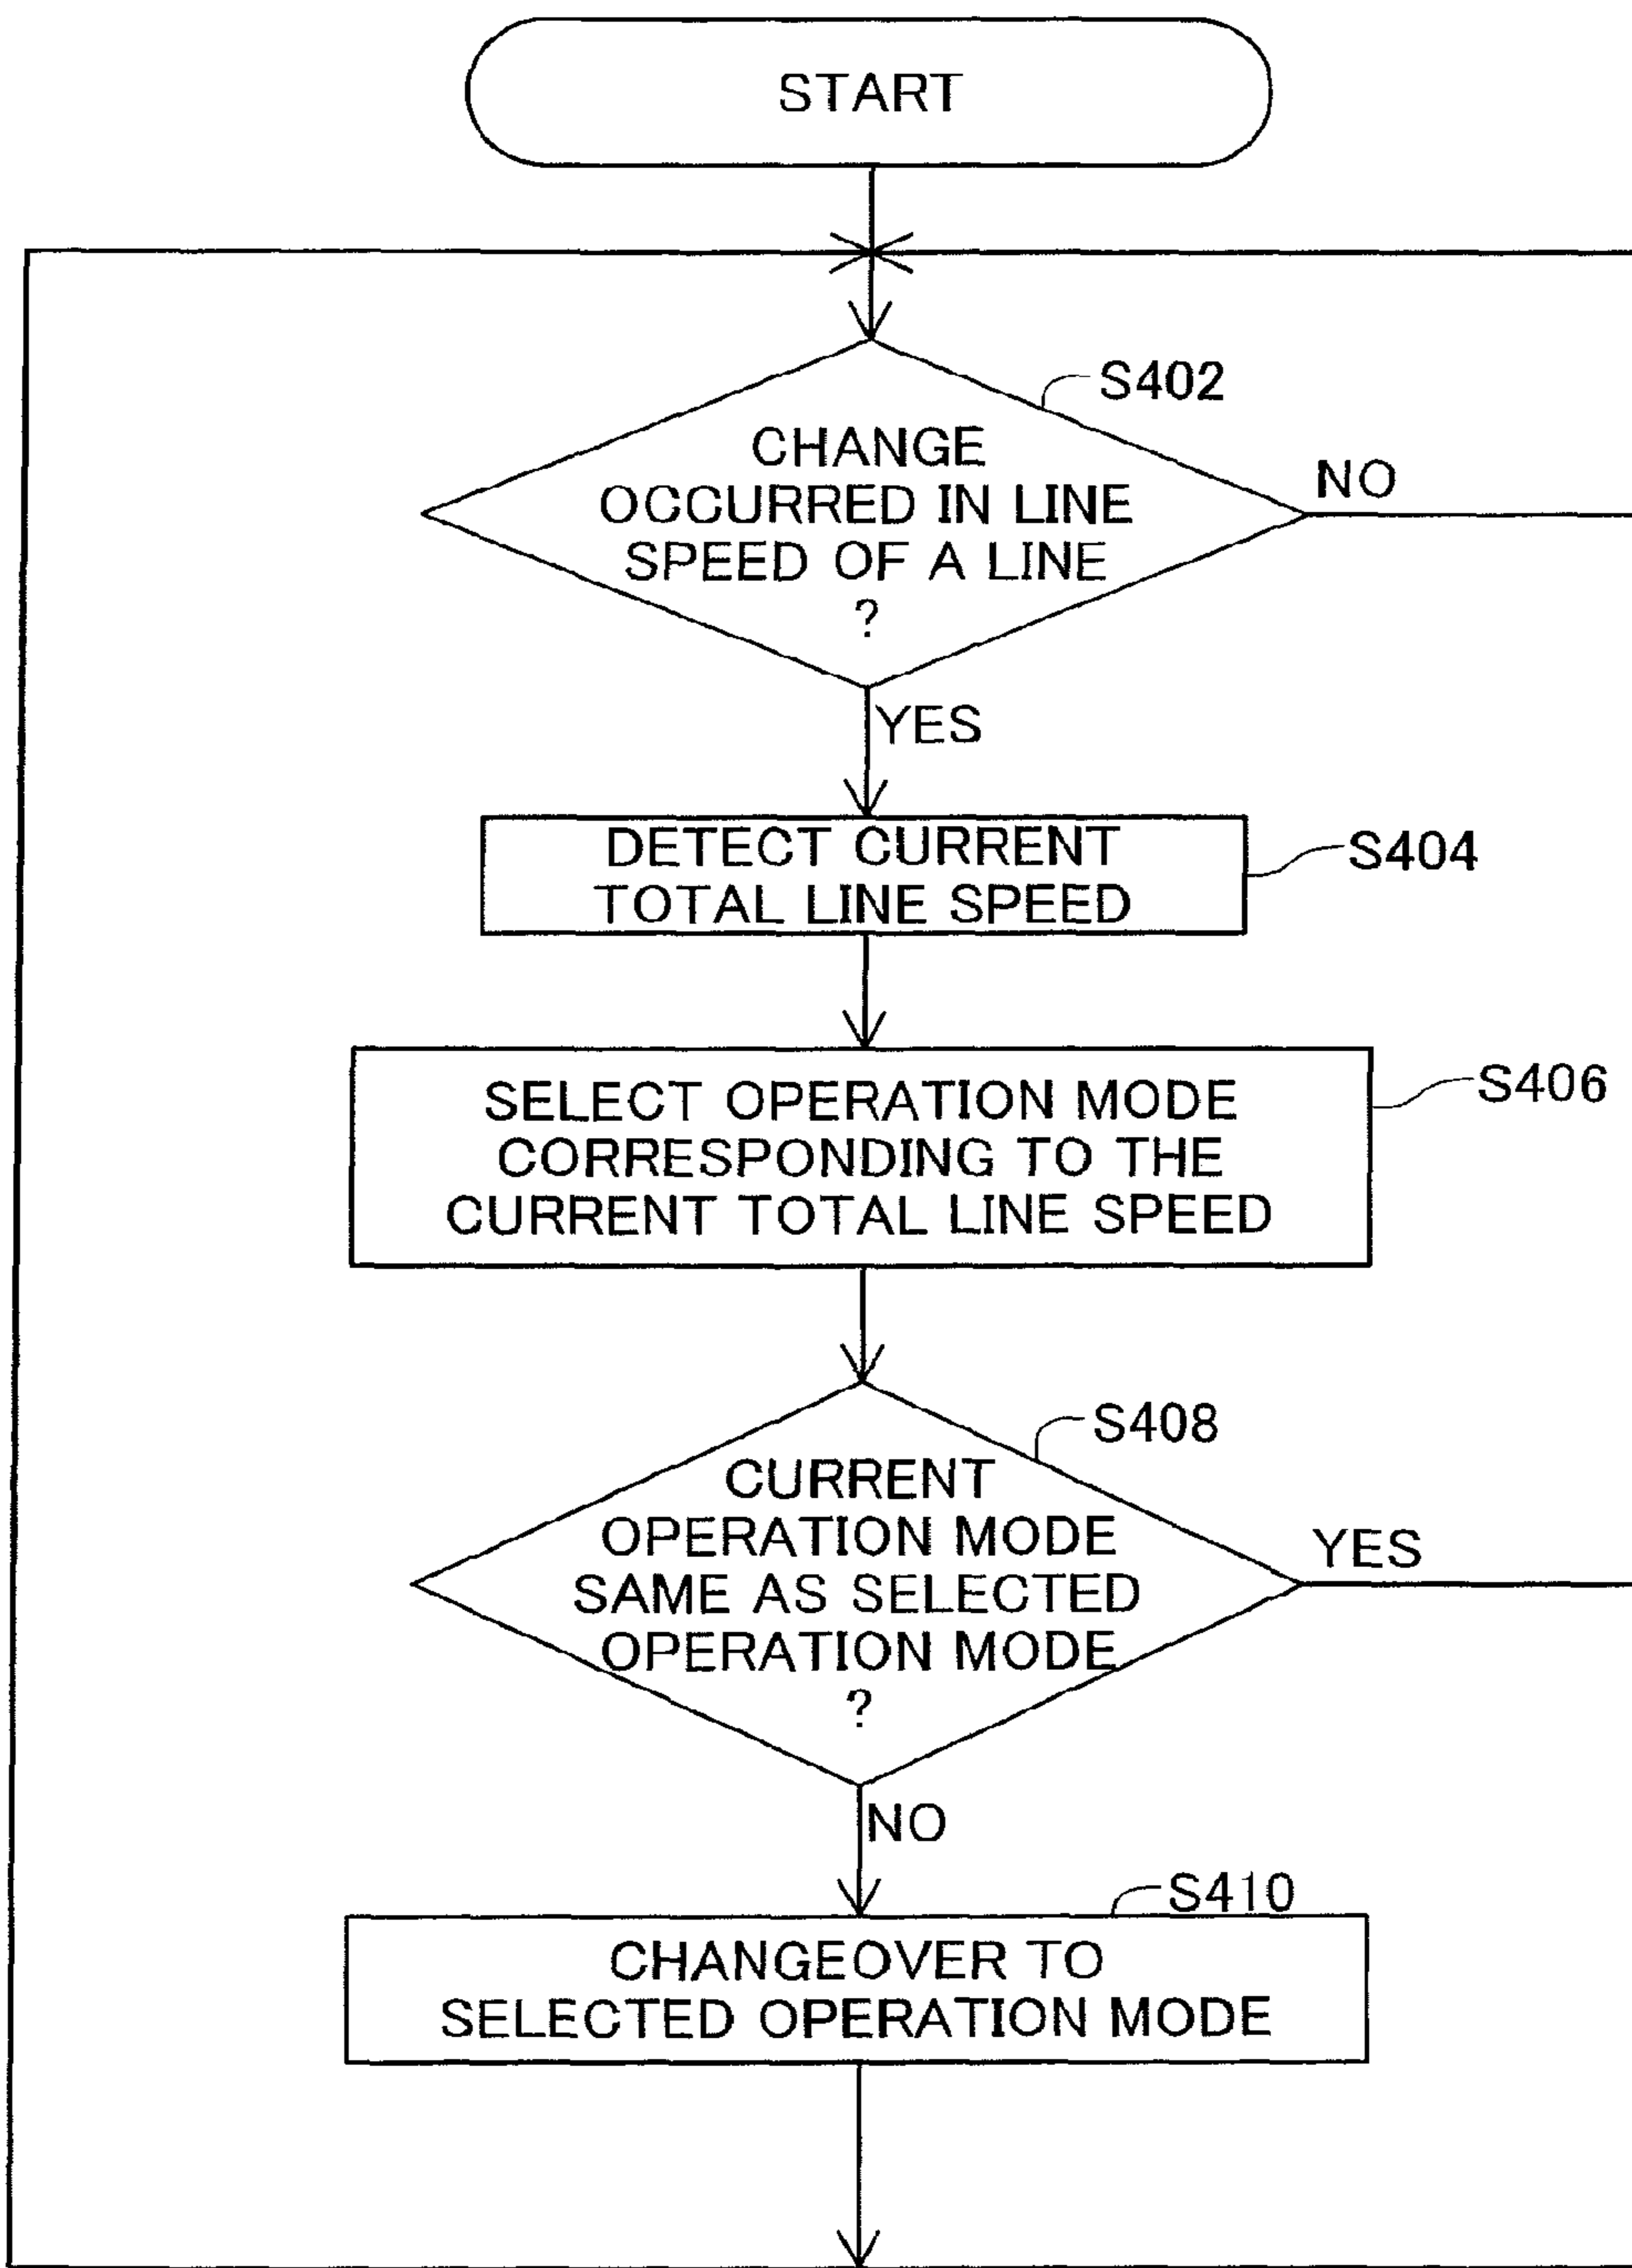 START
S402
CHANGE
OCCURRED IN LINE
SPEED OF A LINE
?
NO
YES
DETECT CURRENT
TOTAL LINE SPEED
S404
SELECT OPERATION MODE
CORRESPONDING TO THE
CURRENT TOTAL LINE SPEED
S406
S408
CURRENT
OPERATION MODE
SAME AS SELECTED
OPERATION MODE
?
YES
NO
S410
CHANGEOVER TO
SELECTED OPERATION MODE